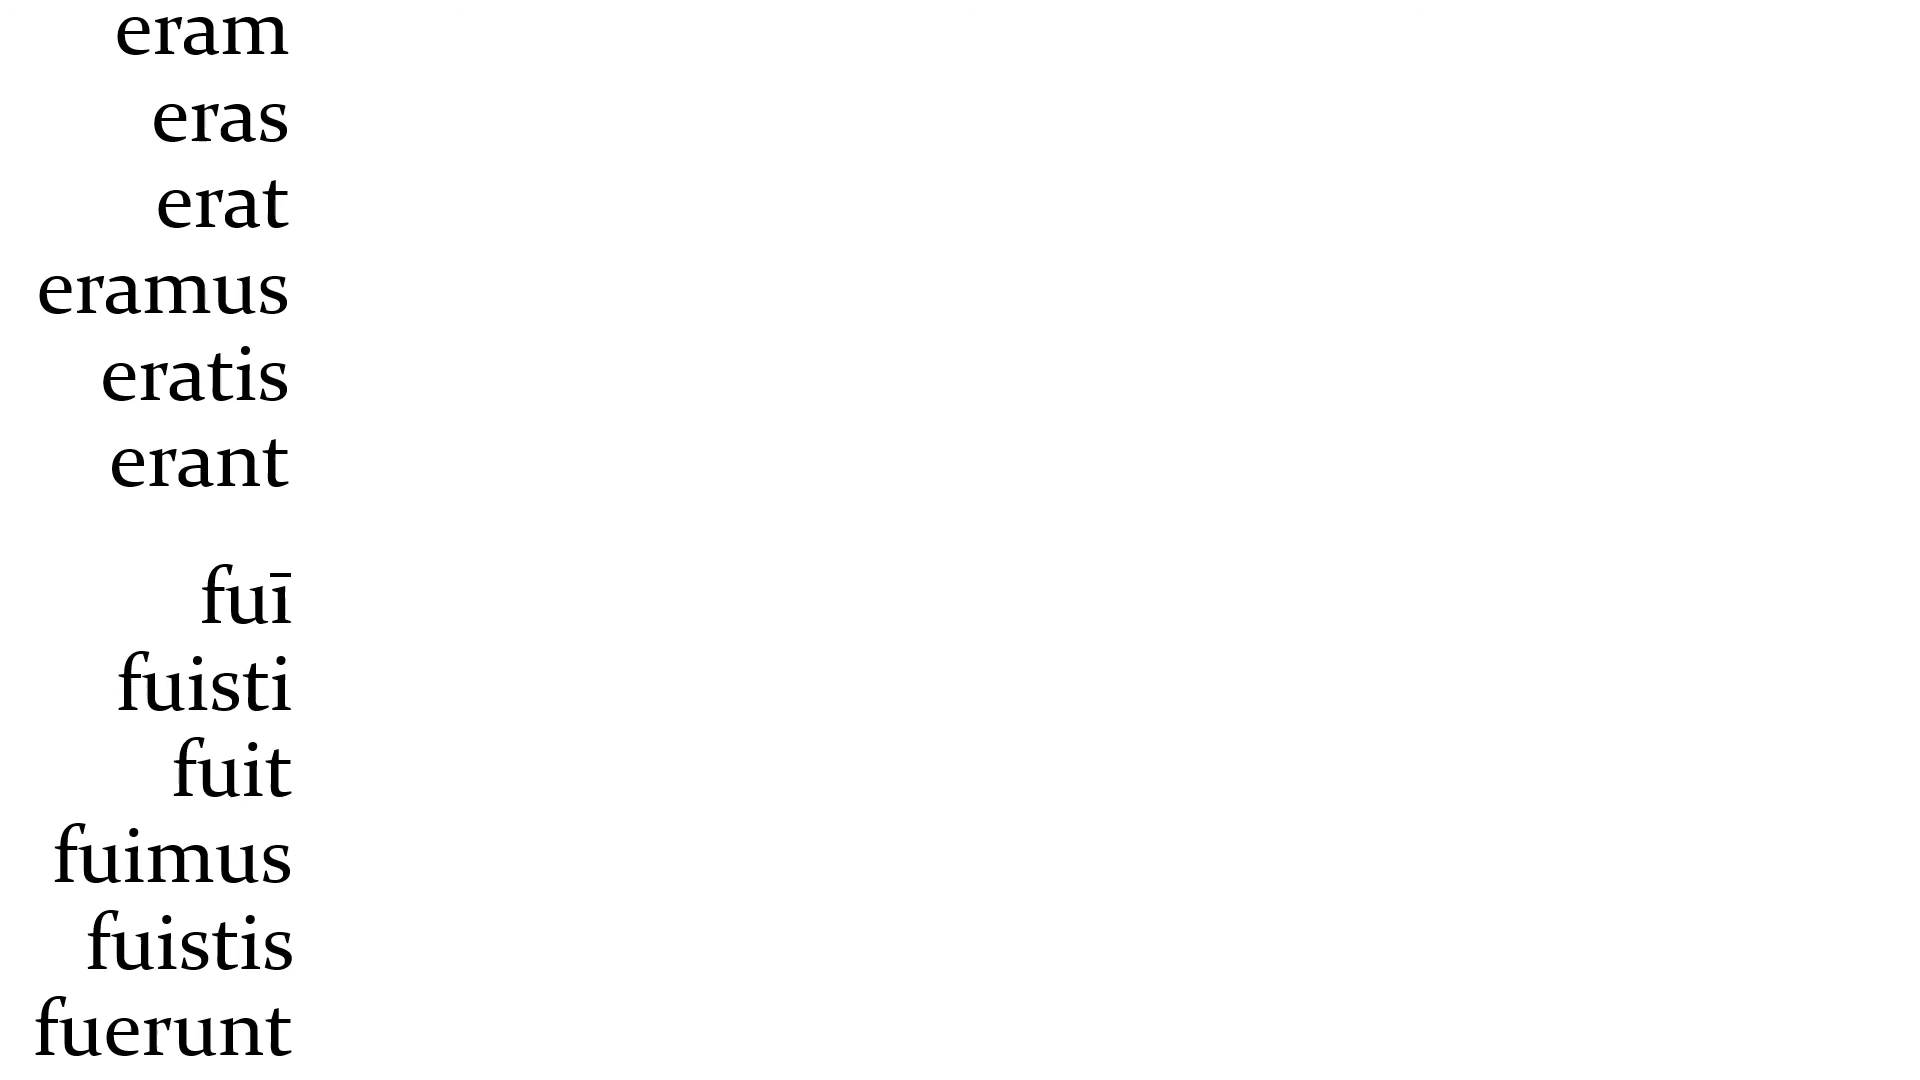 eram
eras
erat
eramus
eratis
erant
fuī
fuisti
fuit
fuimus
fuistis
fuerunt